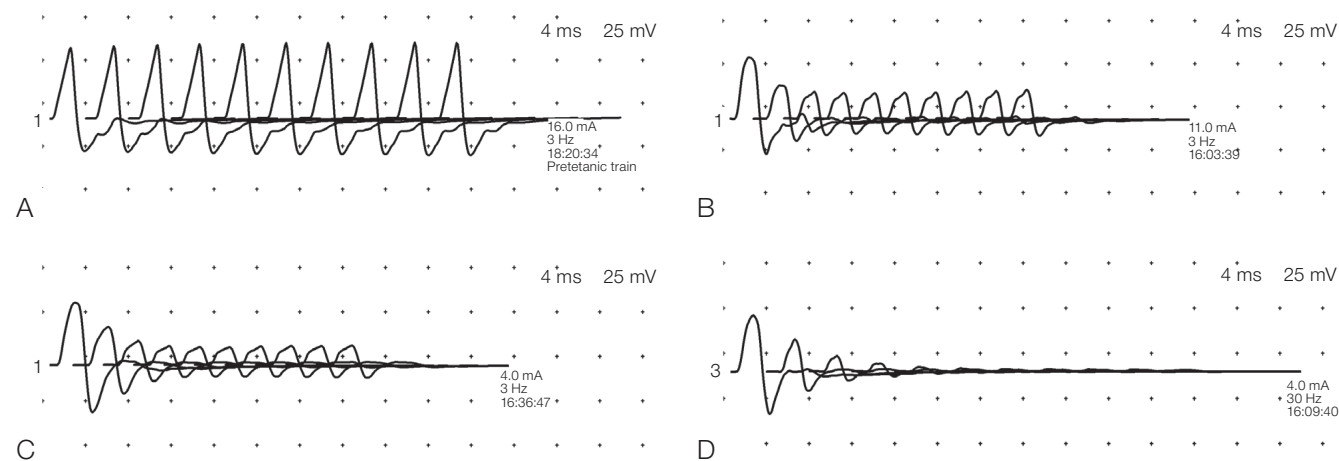 4 ms 25 mV
1
16.0 mA
3 Hz
18:20:34
Pretetanic train
A
4 ms 25 mV
1
11.0 mA
3 Hz
16:03:39
B
4 ms 25 mV
1
4.0 mA
3 Hz
16:36:47
C
4 ms 25 mV
3
4.0 mA
30 Hz
16:09:40
D